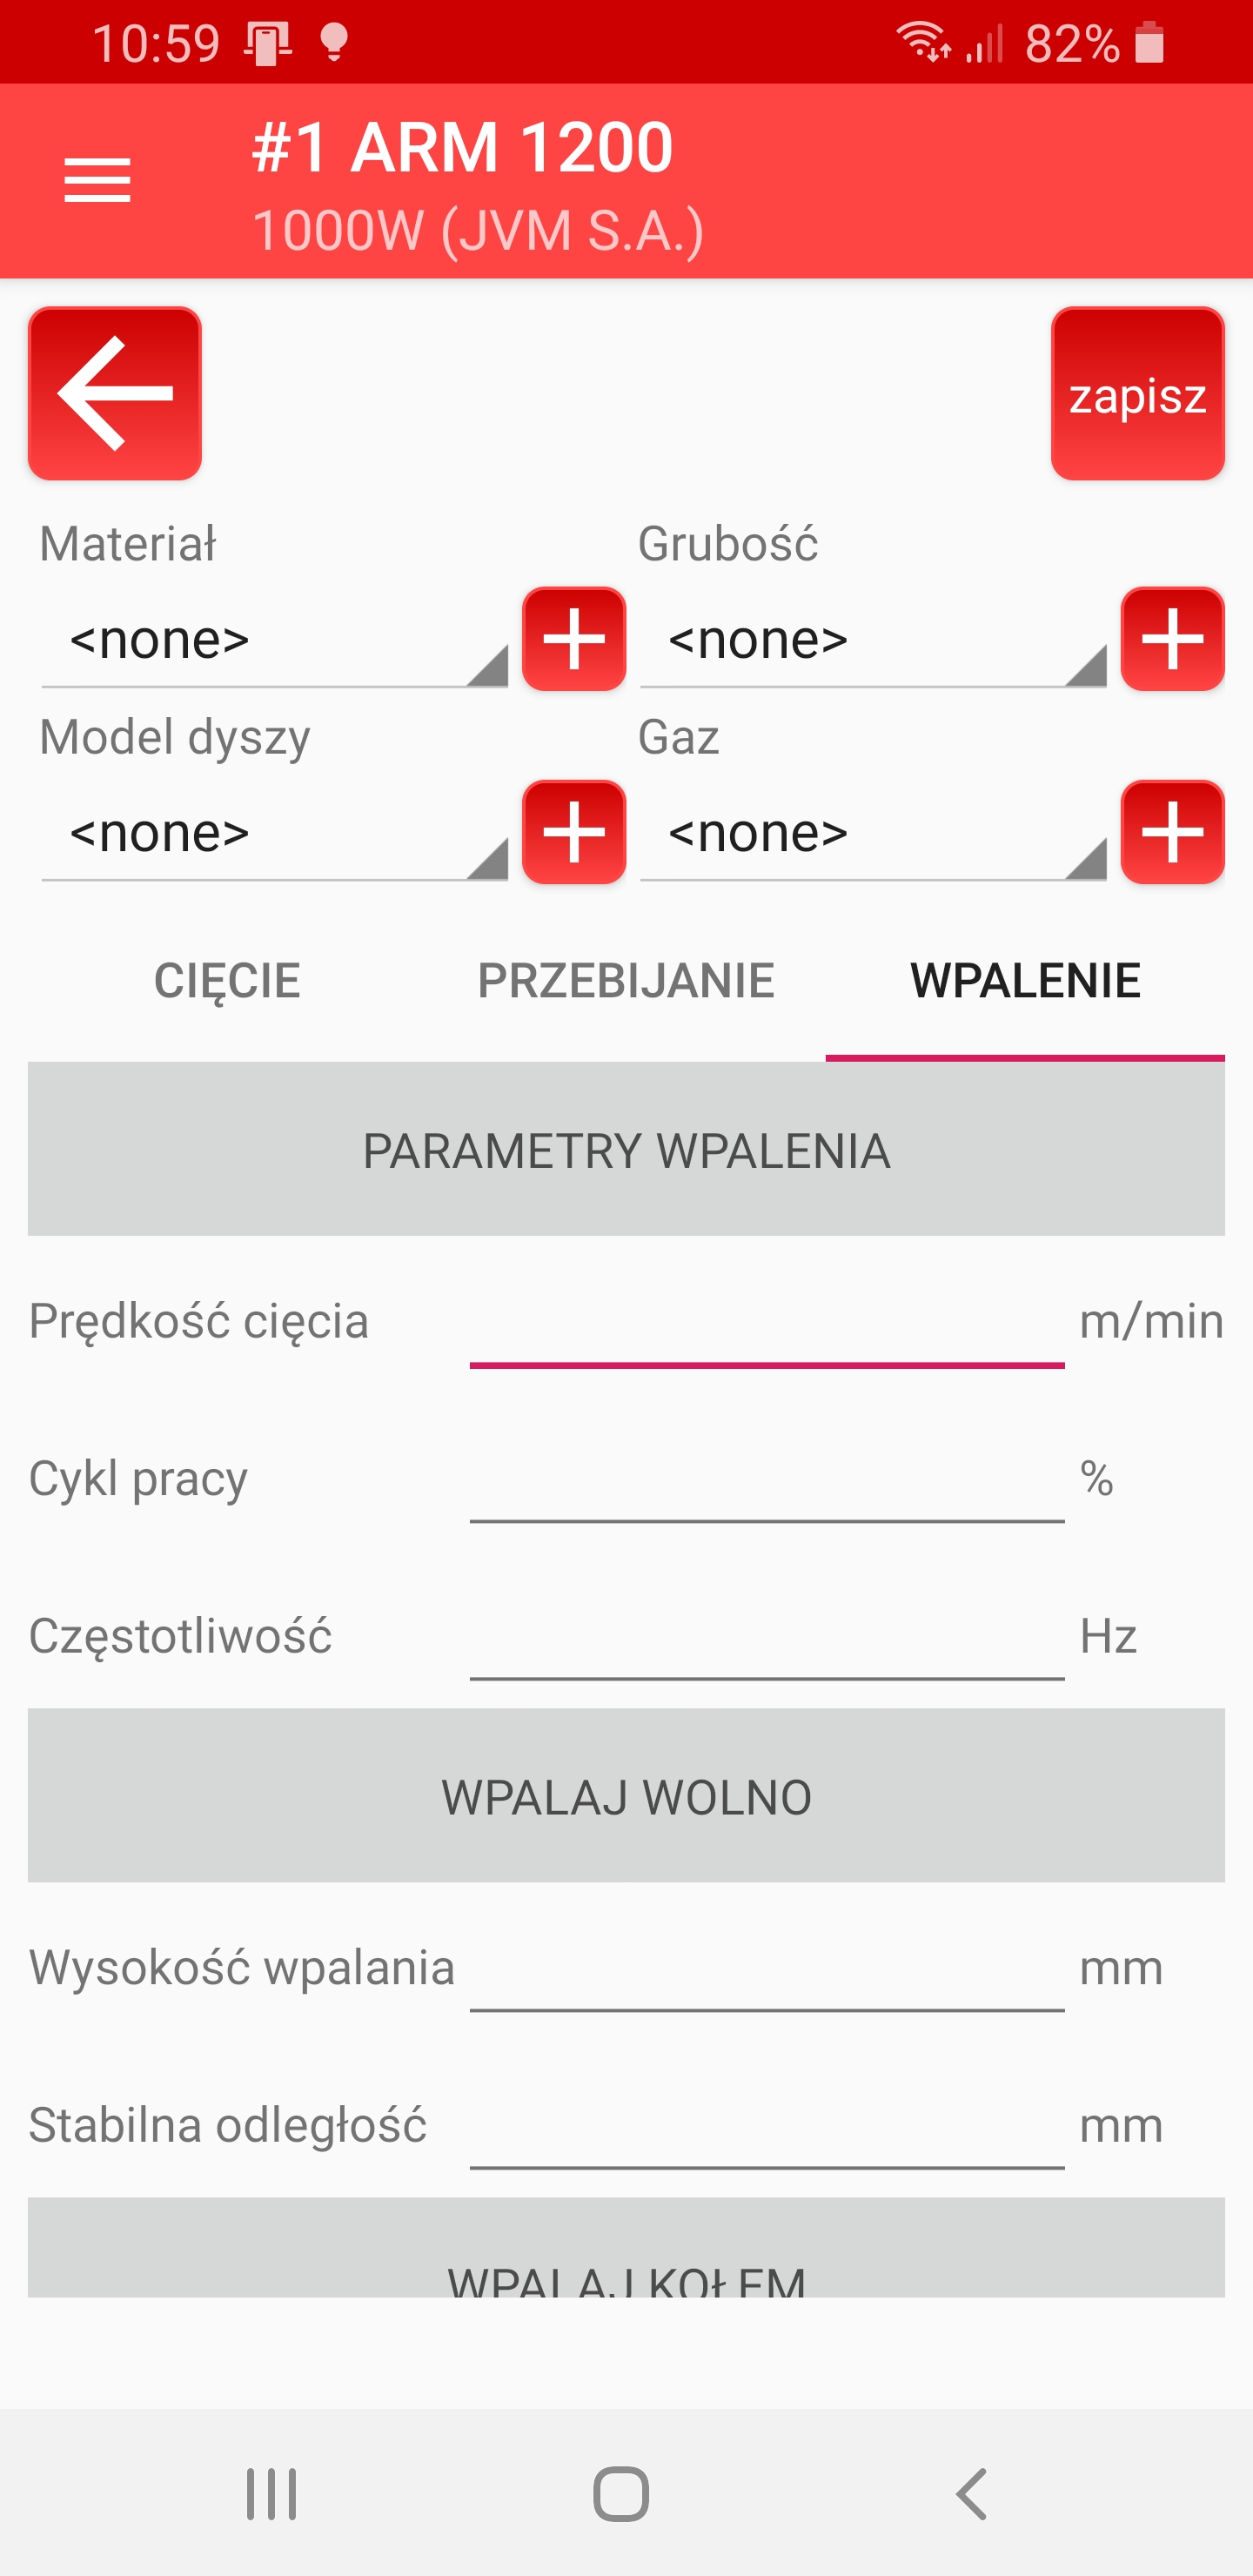 10:59 82%
#1 ARM 1200
1000W (JVM S.A.)
zapisz
Materiał Grubość
<none> <none>
Model dyszy Gaz
<none> <none>
CIĘCIE PRZEBIJANIE WPALENIE
PARAMETRY WPALENIA
Prędkość cięcia m/min
Cykl pracy %
Częstotliwość Hz
WPALAJ WOLNO
Wysokość wpalania mm
Stabilna odległość mm
WPALAJ KOŁEM